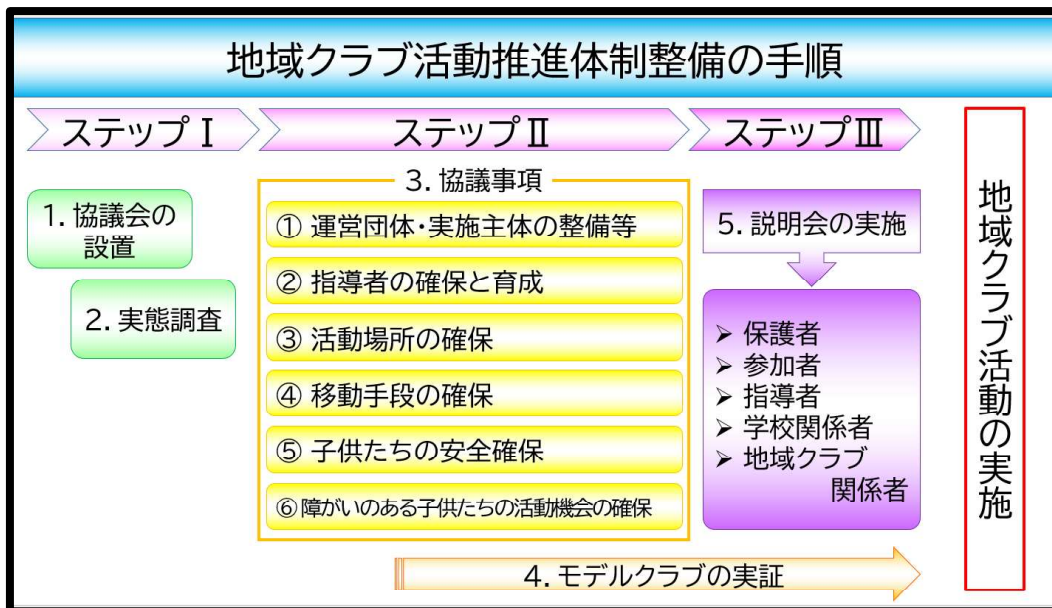 地域クラブ活動推進体制整備の手順
ステップⅠ
1. 協議会の
設置
2. 実態調査
ステップⅡ
3. 協議事項
① 運営団体・実施主体の整備等
② 指導者の確保と育成
③ 活動場所の確保
④ 移動手段の確保
⑤ 子供たちの安全確保
⑥ 障がいのある子供たちの活動機会の確保
ステップⅢ
5. 説明会の実施
➢ 保護者
➢ 参加者
➢ 指導者
➢ 学校関係者
➢ 地域クラブ
関係者
4. モデルクラブの実証
地域クラブ活動の実施